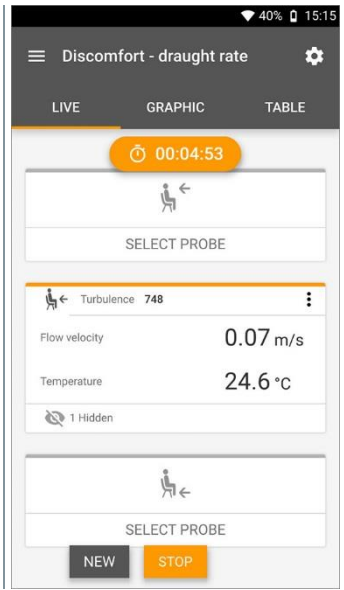 40% 15:15
Discomfort - draught rate
LIVE GRAPHIC TABLE
00:04:53
SELECT PROBE
Turbulence 748
Flow velocity 0.07 m/s
Temperature 24.6 °C
1 Hidden
SELECT PROBE
NEW STOP